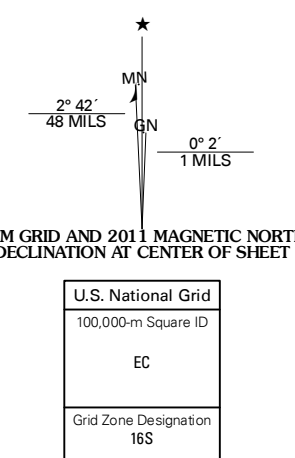 ★
MN
2° 42´
48 MILS
GN
0° 2´
1 MILS
M GRID AND 2011 MAGNETIC NORT
DECLINATION AT CENTER OF SHEET
U.S. National Grid
100,000-m Square ID
EC
Grid Zone Designation
16S